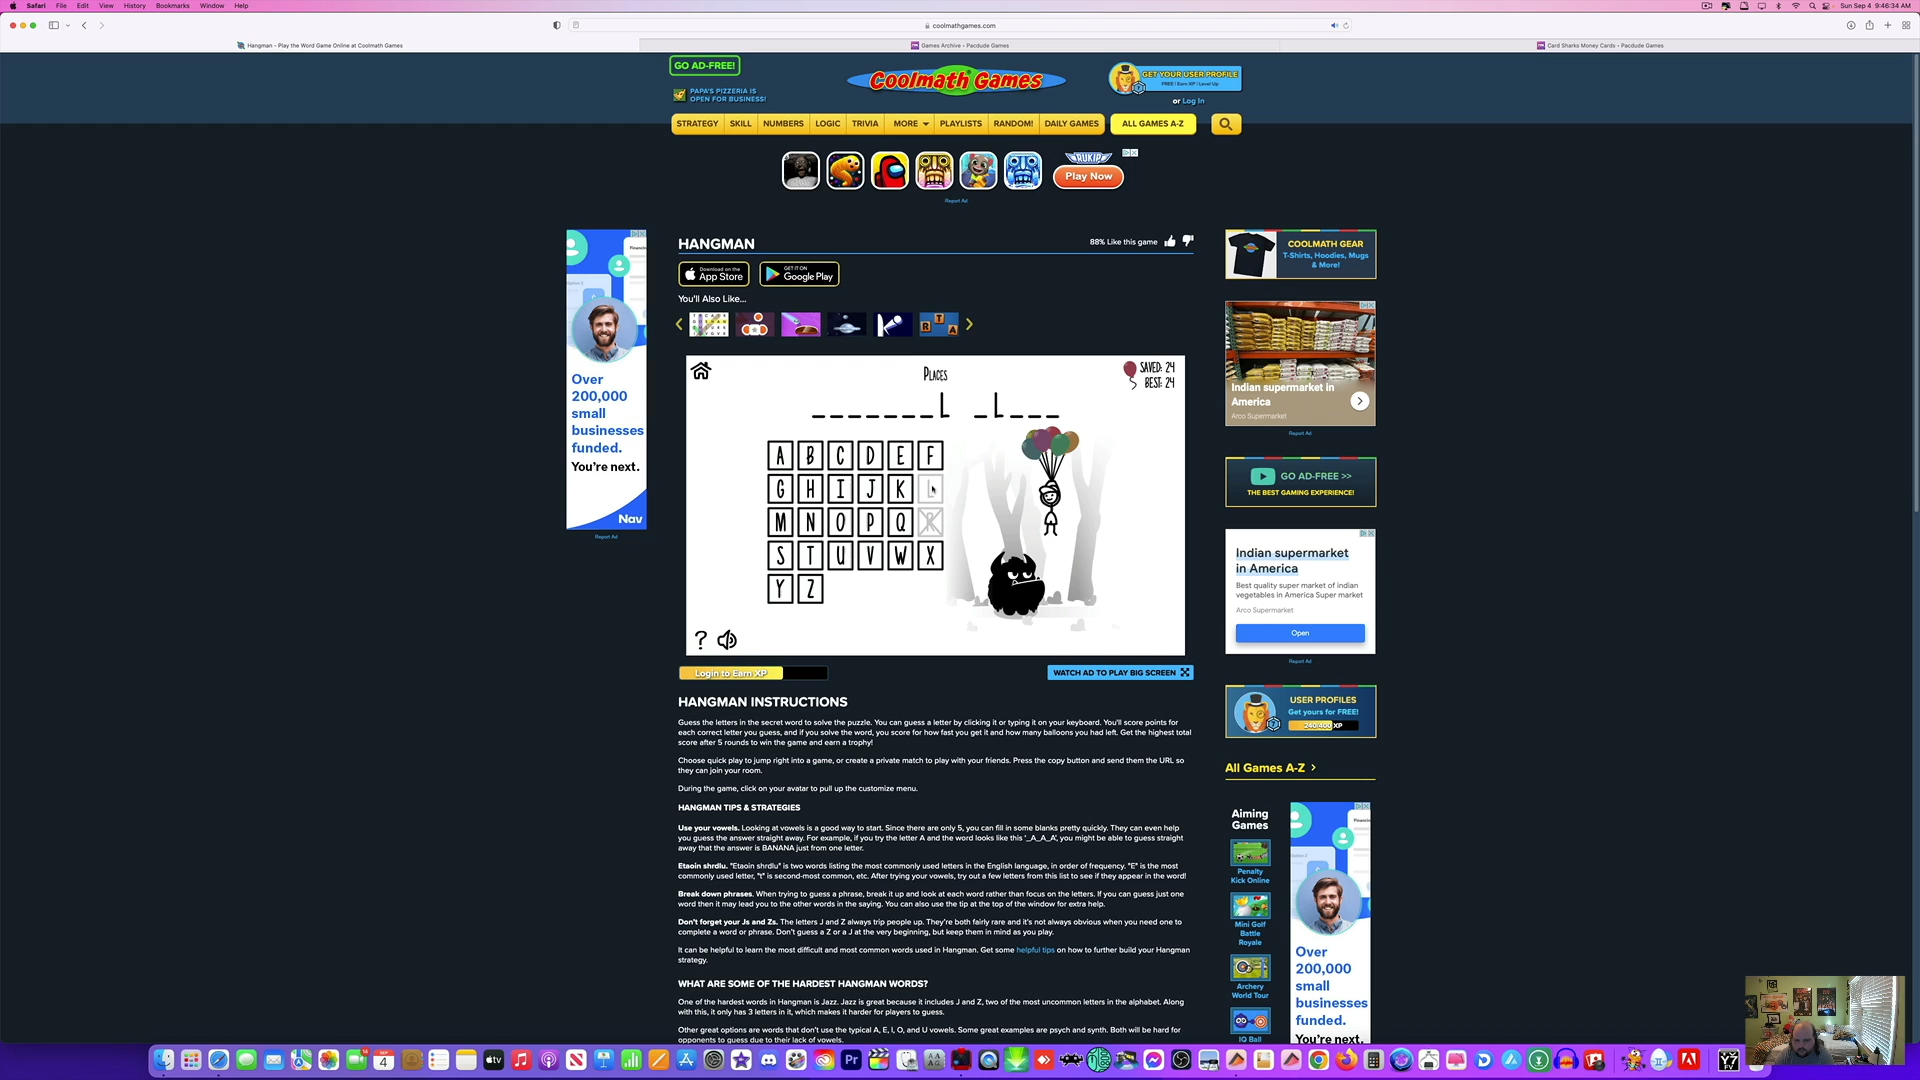 Safari File Edit View History Bookmarks Window Help
Sun Sep 4 9:46:34 AM
coolmathgames.com
Hangman - Play the Word Game Online at Coolmath Games
Games Archive • Pacdude Games
Card Sharks Money Cards • Pacdude Games
GO AD-FREE!
PAPA'S PIZZERIA IS
OPEN FOR BUSINESS!
Coolmath Games
GET YOUR USER PROFILE
FREE | Earn XP | Level Up
or Log In
STRATEGY SKILL NUMBERS LOGIC TRIVIA MORE PLAYLISTS RANDOM! DAILY GAMES ALL GAMES A-Z
RUKIP
Play Now
Report Ad
HANGMAN
88% Like this game
Download on the
App Store
GET IT ON
Google Play
You'll Also Like...
R T A
PLACES
SAVED: 24
BEST: 24
_ _ _ _ _ _ _ L _ L _ _ _
A B C D E F
G H I J K L
M N O P Q R
S T U V W X
Y Z
?
Login to Earn XP
WATCH AD TO PLAY BIG SCREEN
HANGMAN INSTRUCTIONS
Guess the letters in the secret word to solve the puzzle. You can guess a letter by clicking it or typing it on your keyboard. You'll score points for
each correct letter you guess, and if you solve the word, you score for how fast you get it and how many balloons you had left. Get the highest total
score after 5 rounds to win the game and earn a trophy!
Choose quick play to jump right into a game, or create a private match to play with your friends. Press the copy button and send them the URL so
they can join your room.
During the game, click on your avatar to pull up the customize menu.
HANGMAN TIPS & STRATEGIES
Use your vowels. Looking at vowels is a good way to start. Since there are only 5, you can fill in some blanks pretty quickly. They can even help
you guess the answer straight away. For example, if you try the letter A and the word looks like this '_A_A_A', you might be able to guess straight
away that the answer is BANANA just from one letter.
Etaoin shrdlu. "Etaoin shrdlu" is two words listing the most commonly used letters in the English language, in order of frequency. "E" is the most
commonly used letter, "t" is second-most common, etc. After trying your vowels, try out a few letters from this list to see if they appear in the word!
Break down phrases. When trying to guess a phrase, break it up and look at each word rather than focus on the letters. If you can guess just one
word then it may lead you to the other words in the saying. You can also use the tip at the top of the window for extra help.
Don't forget your Js and Zs. The letters J and Z always trip people up. They're both fairly rare and it's not always obvious when you need one to
complete a word or phrase. Don't guess a Z or a J at the very beginning, but keep them in mind as you play.
It can be helpful to learn the most difficult and most common words used in Hangman. Get some helpful tips on how to further build your Hangman
strategy.
WHAT ARE SOME OF THE HARDEST HANGMAN WORDS?
One of the hardest words in Hangman is Jazz. Jazz is great because it includes J and Z, two of the most uncommon letters in the alphabet. Along
with this, it only has 3 letters in it, which makes it harder for players to guess.
Other great options are words that don't use the typical A, E, I, O, and U vowels. Some great examples are psych and synth. Both will be hard for
opponents to guess due to their lack of vowels.
Over
200,000
small
businesses
funded.
You're next.
Nav
Report Ad
COOLMATH GEAR
T-Shirts, Hoodies, Mugs
& More!
Indian supermarket in
America
Arco Supermarket
Report Ad
GO AD-FREE >>
THE BEST GAMING EXPERIENCE!
Indian supermarket
in America
Best quality super market of indian
vegetables in America Super market
Arco Supermarket
Open
Report Ad
USER PROFILES
Get yours for FREE!
240/400 XP
All Games A-Z >
Aiming
Games
Penalty
Kick Online
Mini Golf
Battle
Royale
Archery
World Tour
IQ Ball
Over
200,000
small
businesses
funded.
You're next.